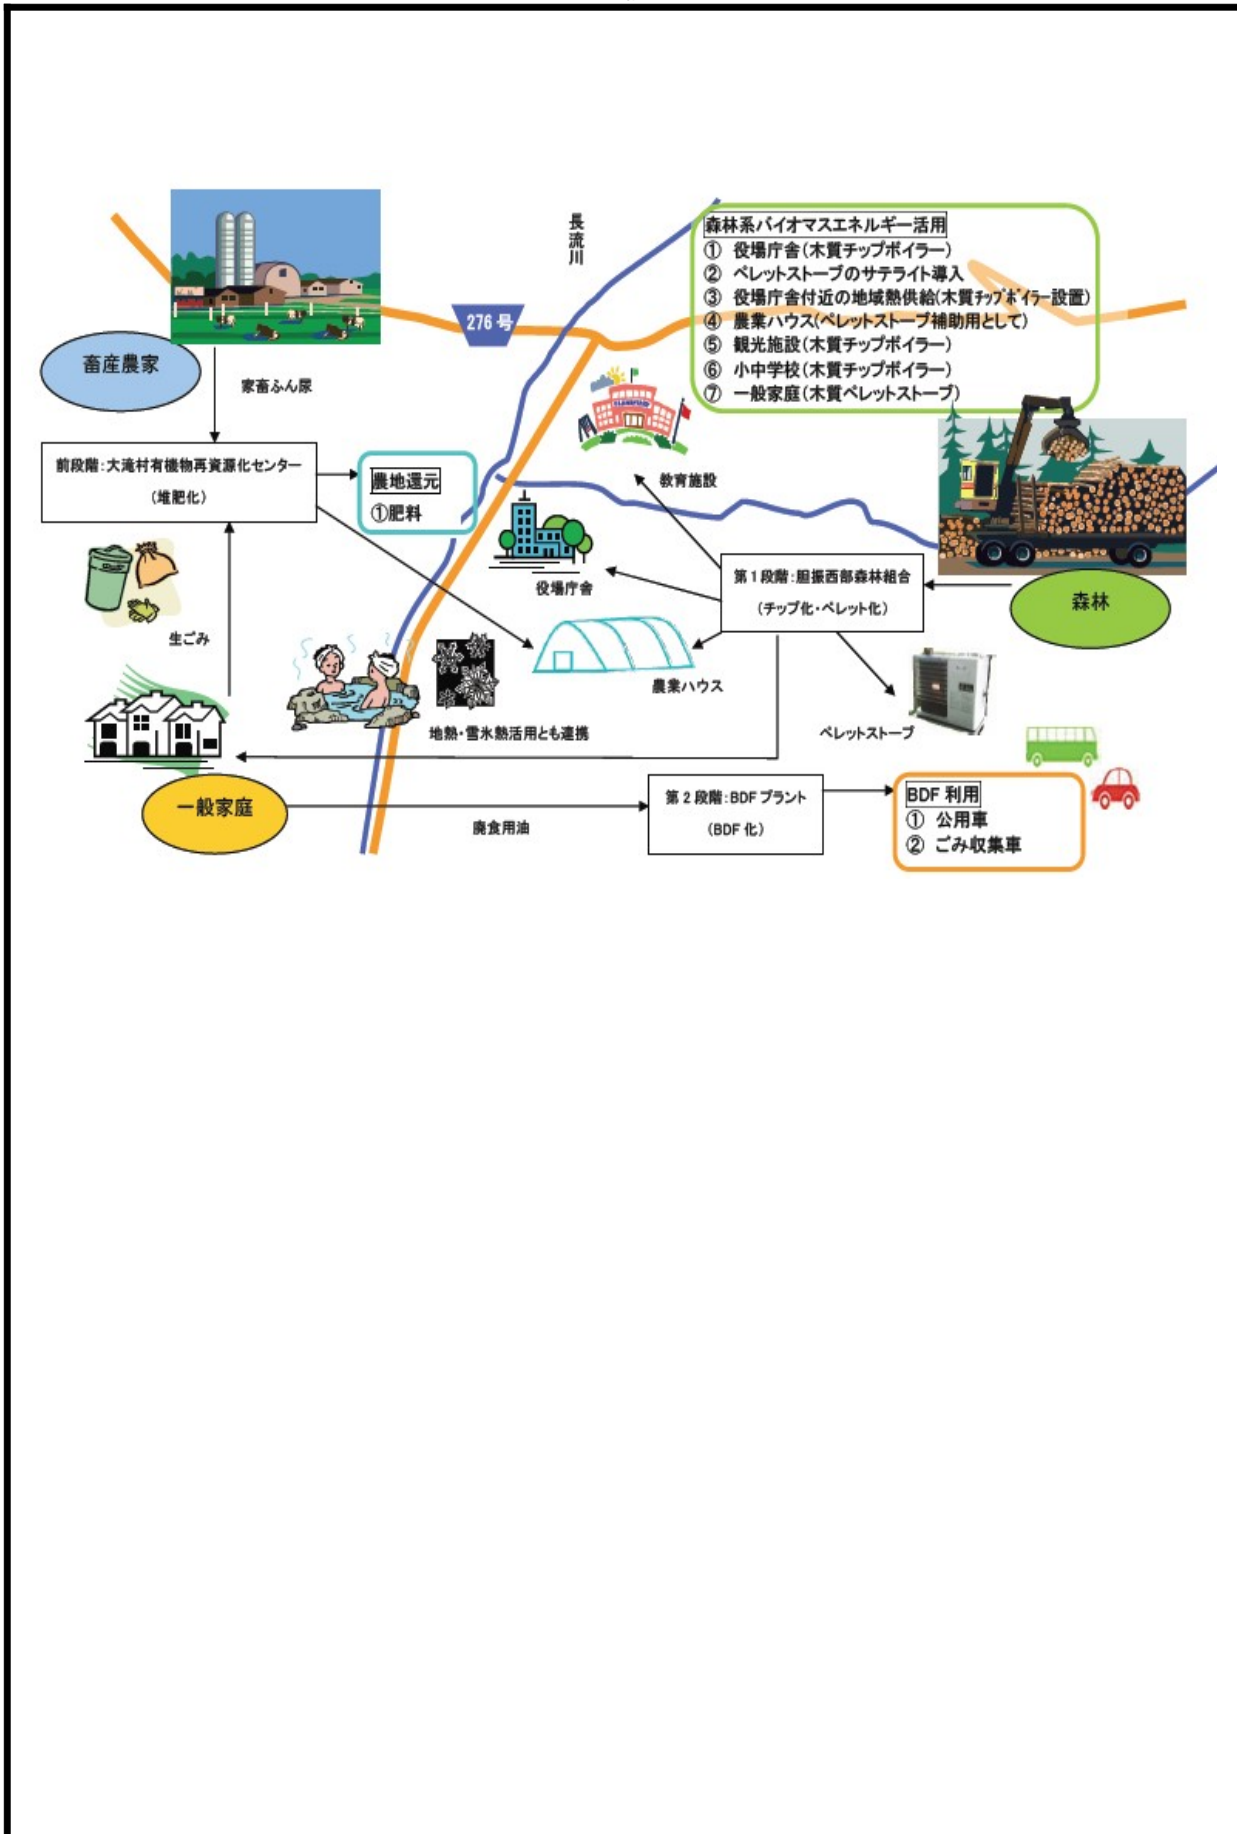 長流川
森林系バイオマスエネルギー活用
① 役場庁舎(木質チップボイラー)
② ペレットストーブのサテライト導入
③ 役場庁舎付近の地域熱供給(木質チップボイラー設置)
④ 農業ハウス(ペレットストーブ補助用として)
⑤ 観光施設(木質チップボイラー)
⑥ 小中学校(木質チップボイラー)
⑦ 一般家庭(木質ペレットストーブ)
276 号
畜産農家
家畜ふん尿
前段階:大滝村有機物再資源化センター
(堆肥化)
農地還元
①肥料
教育施設
役場庁舎
第1段階:胆振西部森林組合
(チップ化・ペレット化)
森林
生ごみ
農業ハウス
地熱・雪氷熱活用とも連携
ペレットストーブ
一般家庭
廃食用油
第2段階:BDF プラント
(BDF 化)
BDF 利用
① 公用車
② ごみ収集車